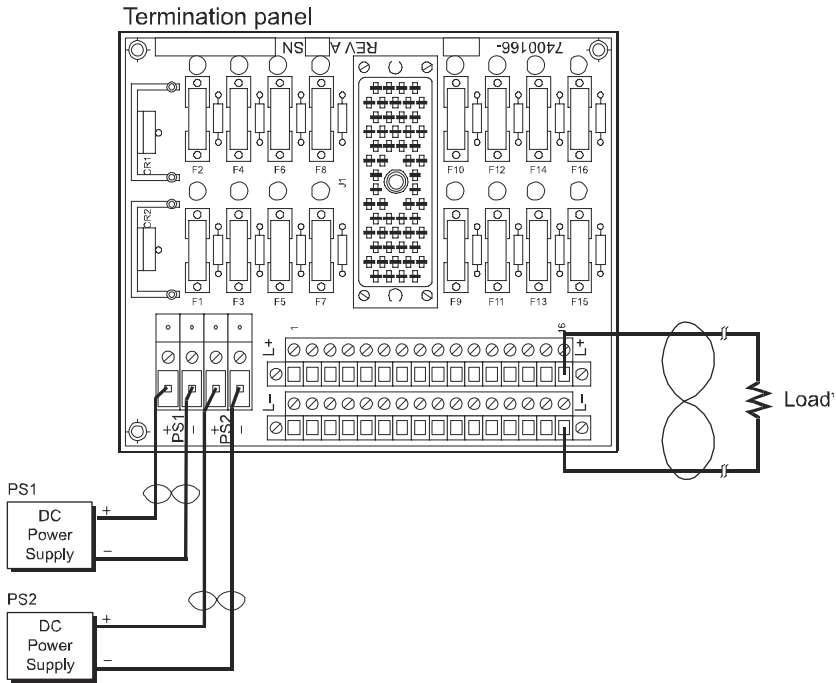 Termination panel
7400166-
REV A
SN
CR1
F2
F4
F6
F8
J1
F10
F12
F14
F16
CR2
F1
F3
F5
F7
F9
F11
F13
F15
1
16
L+
L+
L-
L-
+
PS1
-
+
PS2
-
Load*
PS1
DC
Power
Supply
+
–
PS2
DC
Power
Supply
+
–